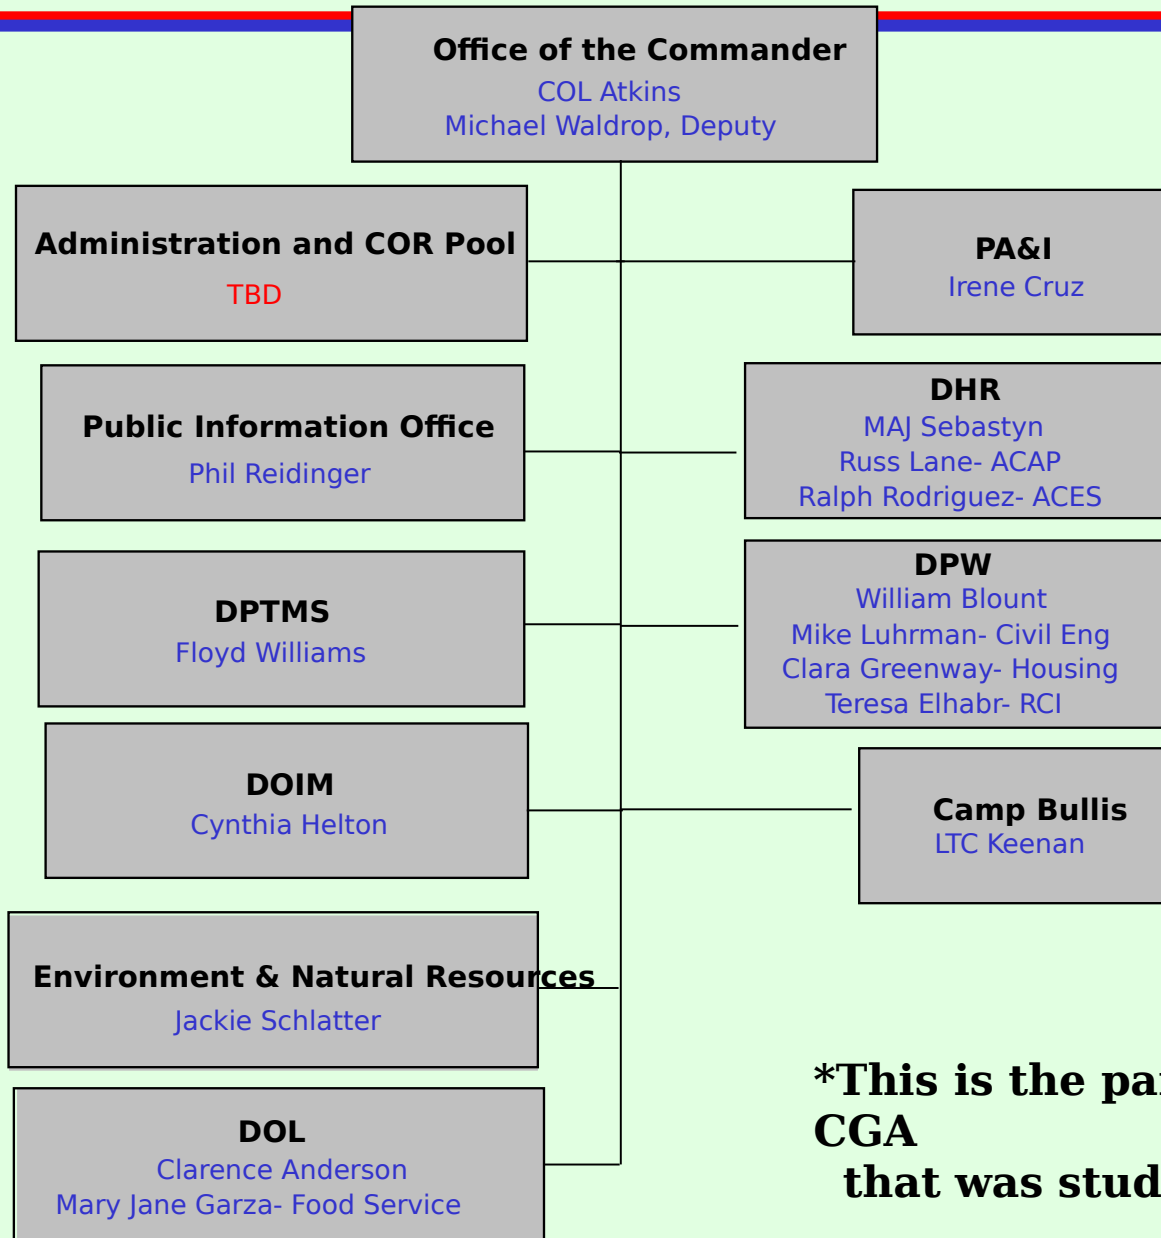 Office of the Commander
COL Atkins
Michael Waldrop, Deputy
Administration and COR Pool
TBD
PA&I
Irene Cruz
Public Information Office
Phil Reidinger
DHR
MAJ Sebastyn
Russ Lane- ACAP
Ralph Rodriguez- ACES
DPTMS
Floyd Williams
DPW
William Blount
Mike Luhrman- Civil Eng
Clara Greenway- Housing
Teresa Elhabr- RCI
DOIM
Cynthia Helton
Camp Bullis
LTC Keenan
Environment & Natural Resources
Jackie Schlatter
DOL
Clarence Anderson
Mary Jane Garza- Food Service
*This is the
CGA
that was